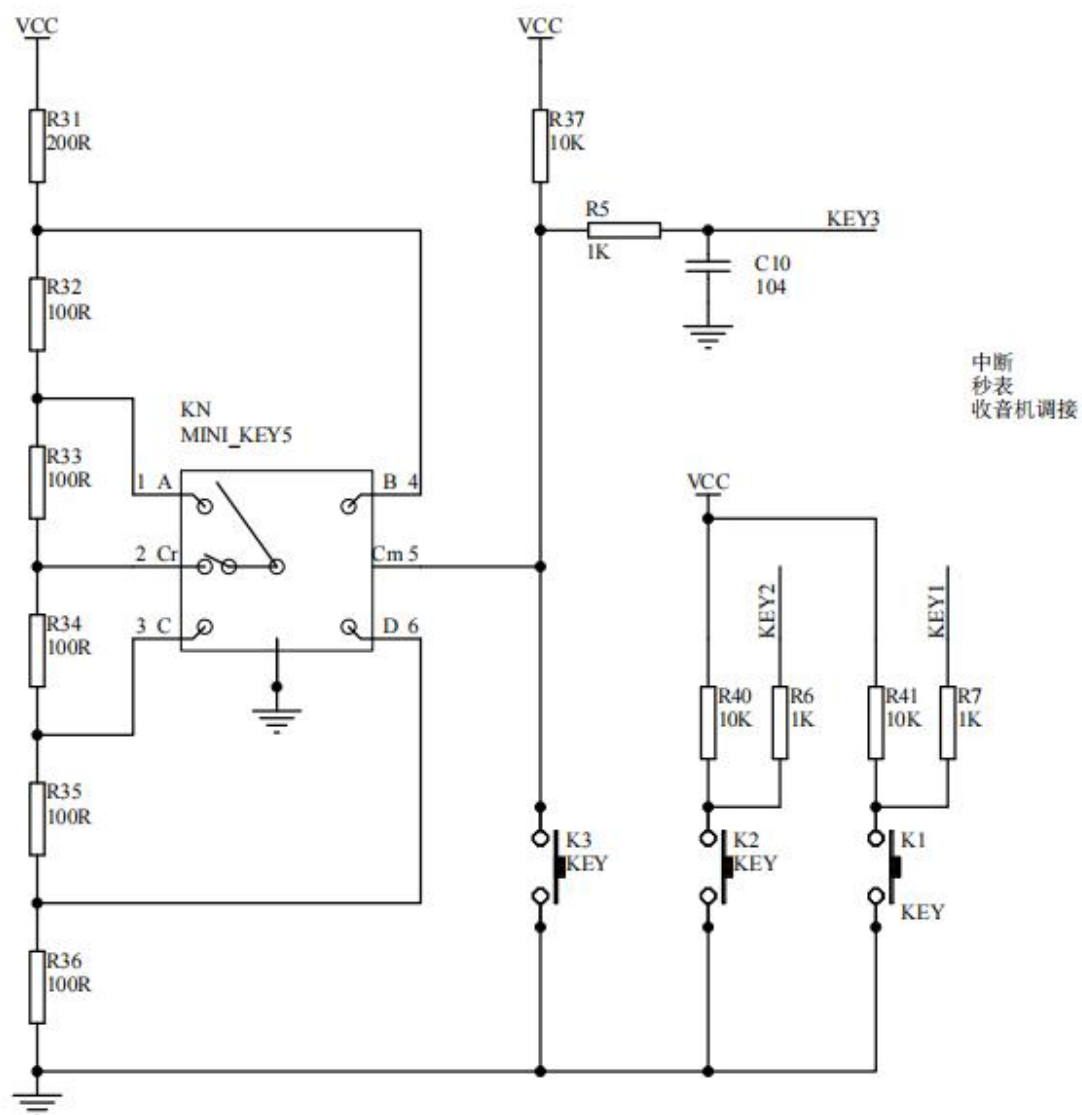 VCC
VCC
R31
200R
R37
10K
R5
1K
KEY3
C10
104
R32
100R
中断
秒表
收音机调接
KN
MINI_KEY5
R33
100R
1 A
B 4
VCC
2 Cr
Cm 5
R34
100R
3 C
D 6
KEY2
KEY1
R40
10K
R6
1K
R41
10K
R7
1K
R35
100R
K3
KEY
K2
KEY
K1
KEY
R36
100R